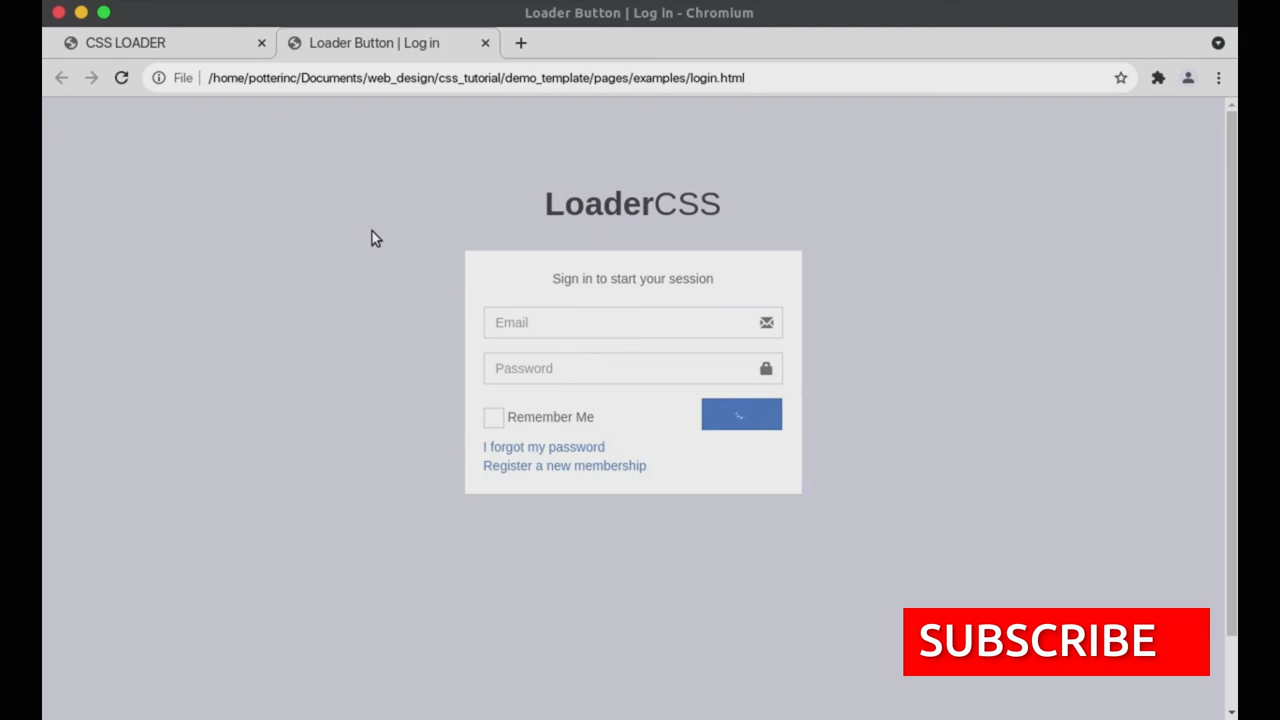 Loader Button | Log in - Chromium
CSS LOADER
Loader Button | Log in
File
/home/potterinc/Documents/web_design/css_tutorial/demo_template/pages/examples/login.html
LoaderCSS
Sign in to start your session
Email
Password
Remember Me
I forgot my password
Register a new membership
SUBSCRIBE